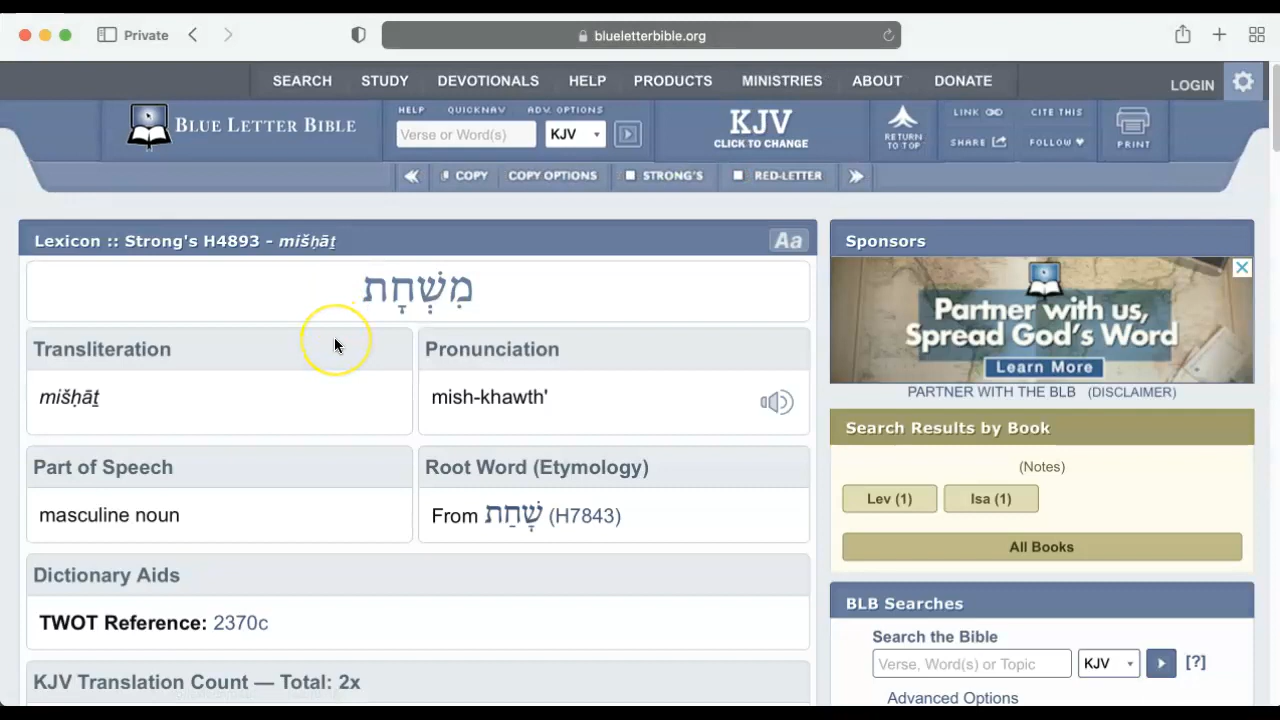 Private
blueletterbible.org
SEARCH STUDY DEVOTIONALS HELP PRODUCTS MINISTRIES ABOUT DONATE LOGIN
BLUE LETTER BIBLE
HELP QUICKNAV ADV. OPTIONS
Verse or Word(s) KJV
KJV
CLICK TO CHANGE
RETURN
TO TOP
LINK CITE THIS
SHARE FOLLOW
PRINT
COPY COPY OPTIONS STRONG'S RED-LETTER
Lexicon :: Strong's H4893 - mišḥāṯ Aa
מִשְׁחָת
Transliteration
mišḥāṯ
Pronunciation
mish-khawth'
Part of Speech
masculine noun
Root Word (Etymology)
From שָׁחַת (H7843)
Dictionary Aids
TWOT Reference: 2370c
KJV Translation Count — Total: 2x
Sponsors
Partner with us,
Spread God's Word
Learn More
PARTNER WITH THE BLB (DISCLAIMER)
Search Results by Book
(Notes)
Lev (1) Isa (1)
All Books
BLB Searches
Search the Bible
Verse, Word(s) or Topic KJV [?]
Advanced Options